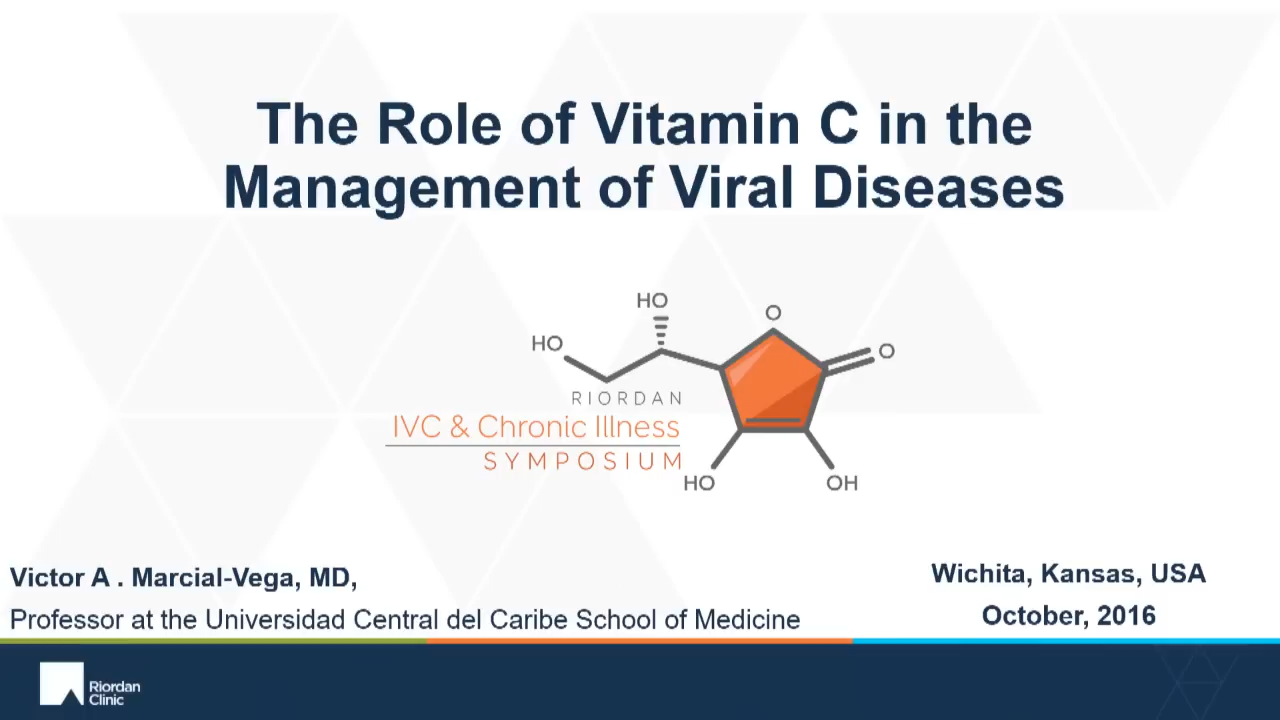 The Role of Vitamin C in the
Management of Viral Diseases
HO
O
HO
O
RIORDAN
IVC & Chronic Illness
SYMPOSIUM
HO
OH
Victor A . Marcial-Vega, MD,
Professor at the Universidad Central del Caribe School of Medicine
Wichita, Kansas, USA
October, 2016
Riordan
Clinic